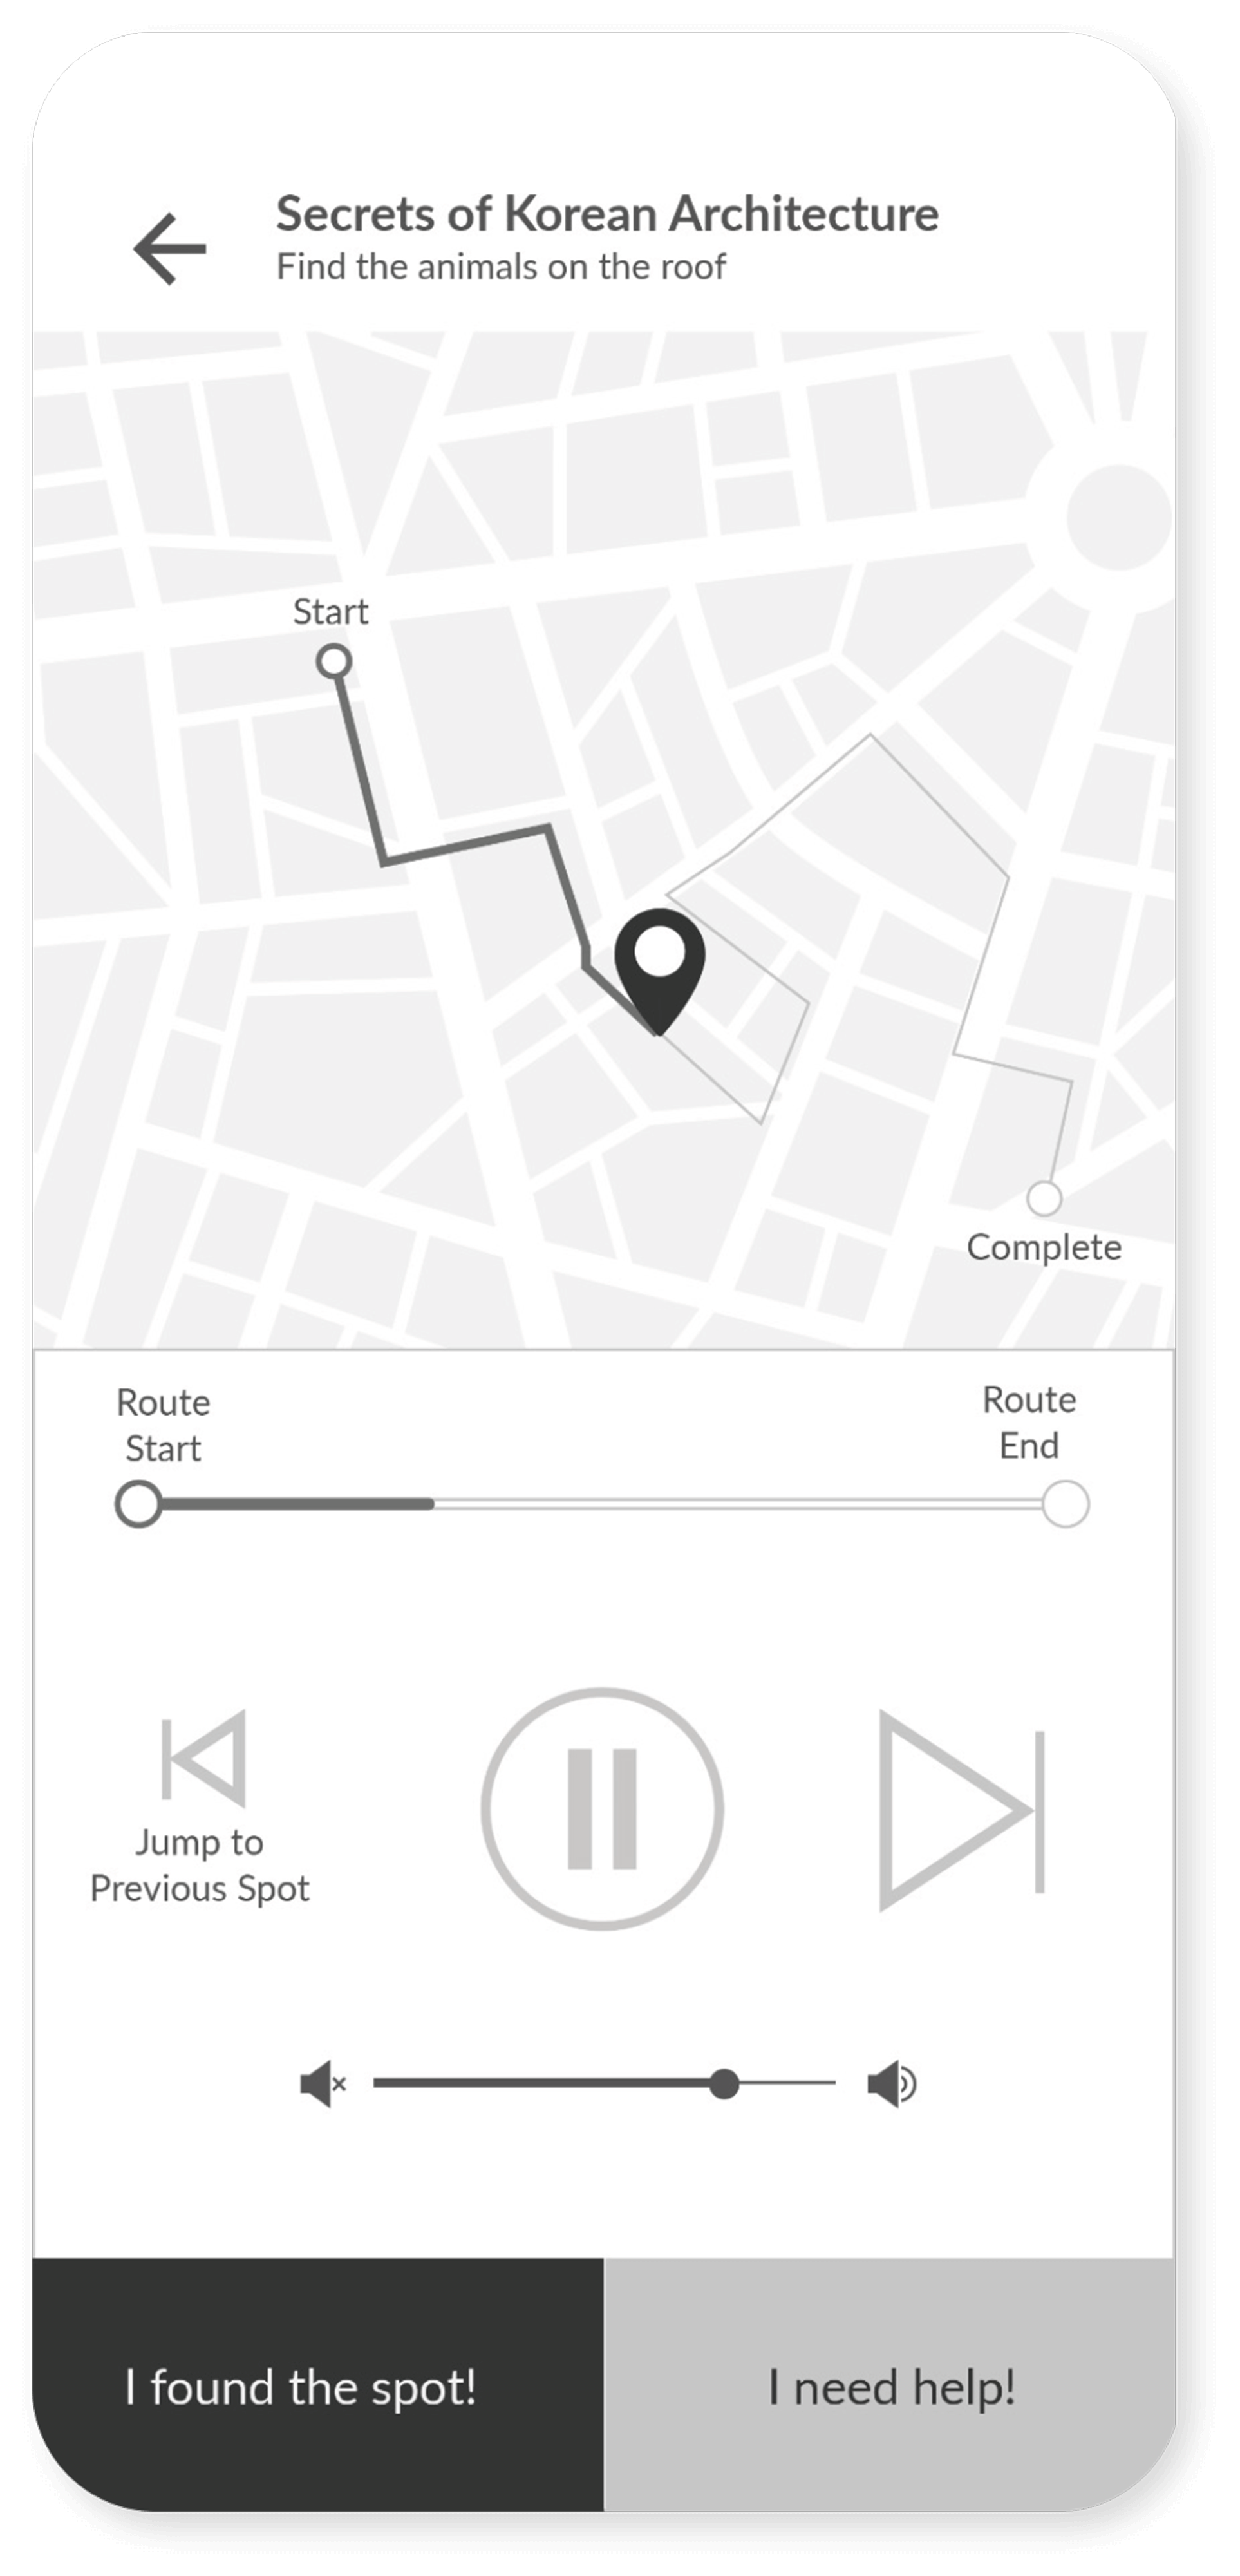 Secrets of Korean Architecture
Find the animals on the roof
Start
Complete
Route
Start
Route
End
Jump to
Previous Spot
I found the spot!
I need help!